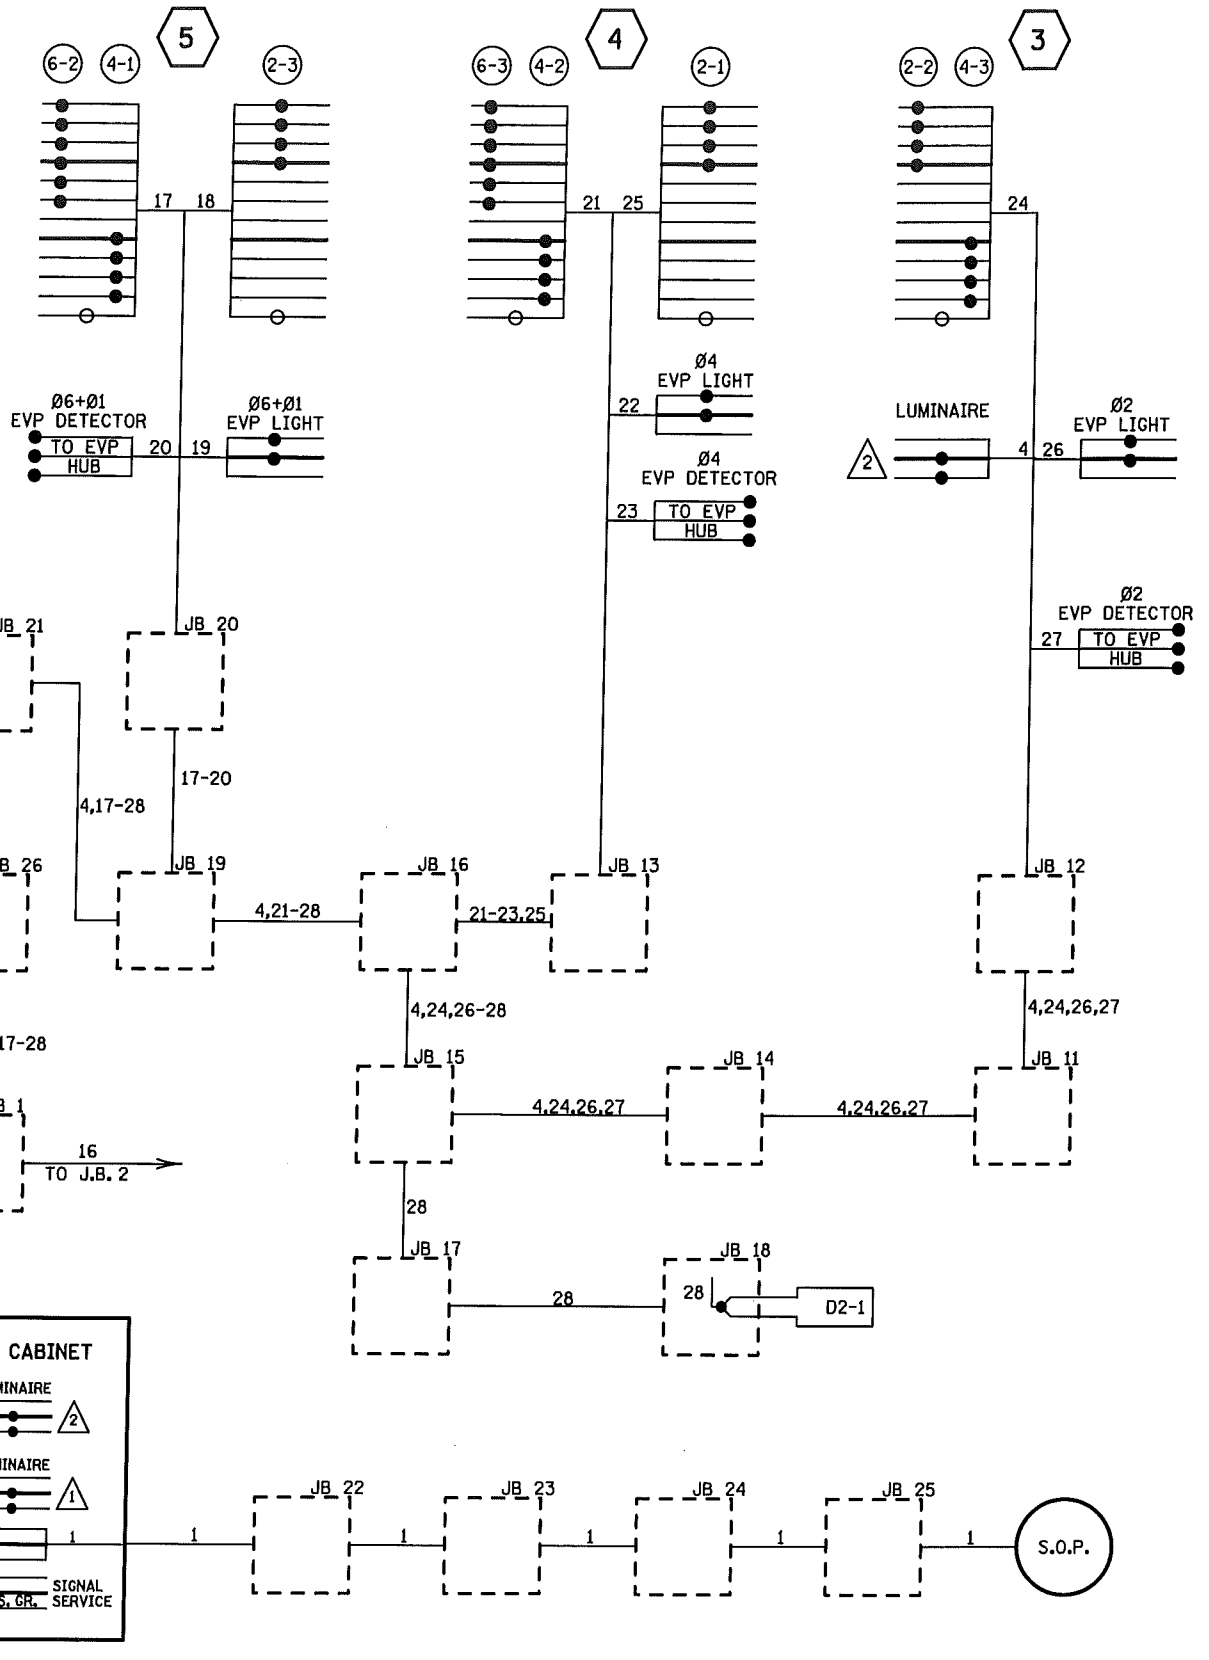 5
4
3
6-2
4-1
2-3
6-3
4-2
2-1
2-2
4-3
17
18
21
25
24
Ø6+Ø1
EVP DETECTOR
TO EVP
HUB
20
19
Ø6+Ø1
EVP LIGHT
22
Ø4
EVP LIGHT
Ø4
EVP DETECTOR
23
TO EVP
HUB
LUMINAIRE
2
4
26
Ø2
EVP LIGHT
Ø2
EVP DETECTOR
27
TO EVP
HUB
JB 21
JB 20
17-20
4,17-28
B 26
JB 19
4,21-28
JB 16
21-23,25
JB 13
JB 12
17-28
4,24,26-28
4,24,26,27
B 1
16
TO J.B. 2
JB 15
4,24,26,27
JB 14
4,24,26,27
JB 11
28
JB 17
28
JB 18
28
D2-1
CABINET
MINAIRE
2
MINAIRE
1
1
1
SIGNAL
S. GR. SERVICE
JB 22
1
JB 23
1
JB 24
1
JB 25
1
S.O.P.